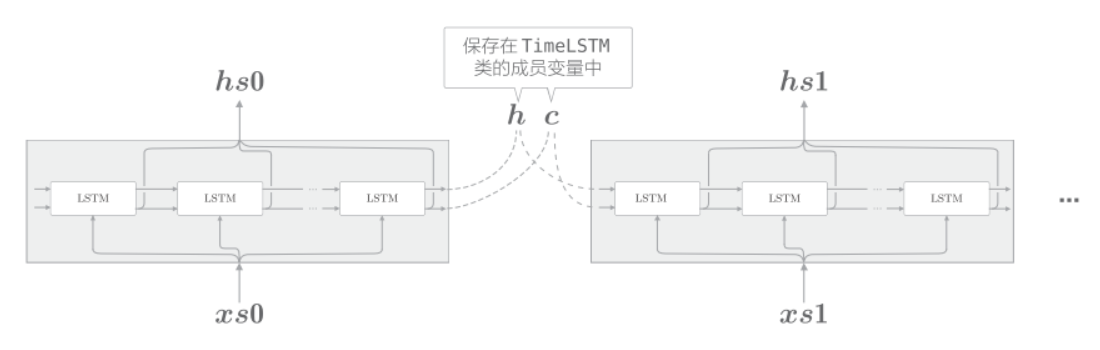 保存在 TimeLSTM
类的成员变量中
hs0
h c
hs1
LSTM LSTM ... LSTM
LSTM LSTM ... LSTM
...
xs0
xs1